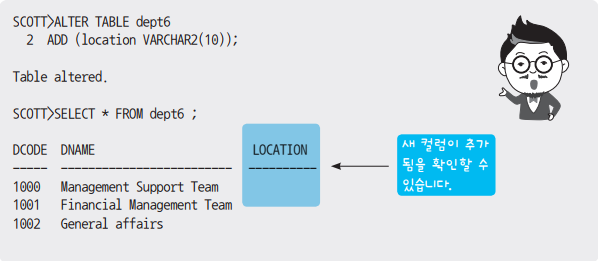 SCOTT>ALTER TABLE dept6
2 ADD (location VARCHAR2(10));
Table altered.
SCOTT>SELECT * FROM dept6 ;
DCODE DNAME LOCATION
----- ------------------------- ----------
1000 Management Support Team
1001 Financial Management Team
1002 General affairs
새 컬럼이 추가
됨을 확인할 수
있습니다.